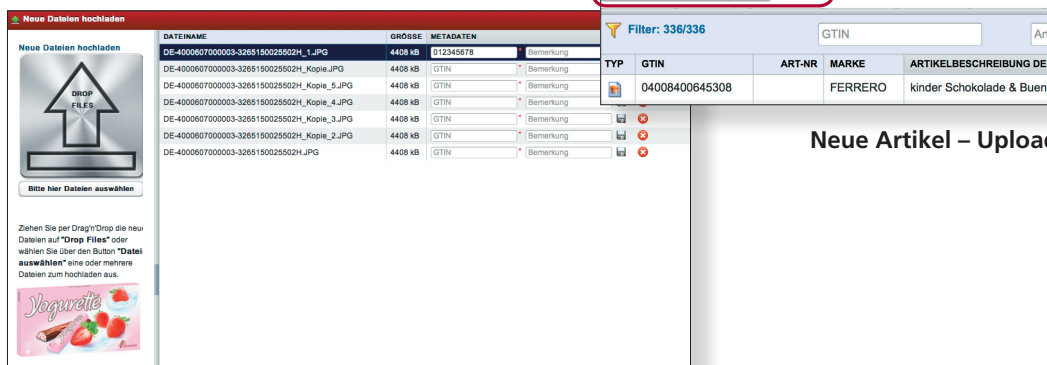 Neue Dateien hochladen
Neue Dateien hochladen
DROP
FILES
Bitte hier Dateien auswählen
Ziehen Sie per Drag'n'Drop die neu
Dateien auf "Drop Files" oder
wählen Sie über den Button "Datei
auswählen" eine oder mehrere
Dateien zum hochladen aus.
Yogurette
DATEINAME GRÖSSE METADATEN
DE-4000607000003-3265150025502H_1.JPG 4408 kB 012345678 * Bemerkung
DE-4000607000003-3265150025502H_Kopie.JPG 4408 kB GTIN * Bemerkung
DE-4000607000003-3265150025502H_Kopie_5.JPG 4408 kB GTIN * Bemerkung
DE-4000607000003-3265150025502H_Kopie_4.JPG 4408 kB GTIN * Bemerkung
DE-4000607000003-3265150025502H_Kopie_3.JPG 4408 kB GTIN * Bemerkung
DE-4000607000003-3265150025502H_Kopie_2.JPG 4408 kB GTIN * Bemerkung
DE-4000607000003-3265150025502H.JPG 4408 kB GTIN * Bemerkung
Filter: 336/336 GTIN Art
TYP GTIN ART-NR MARKE ARTIKELBESCHREIBUNG DE
04008400645308 FERRERO kinder Schokolade & Buen
Neue Artikel – Upload